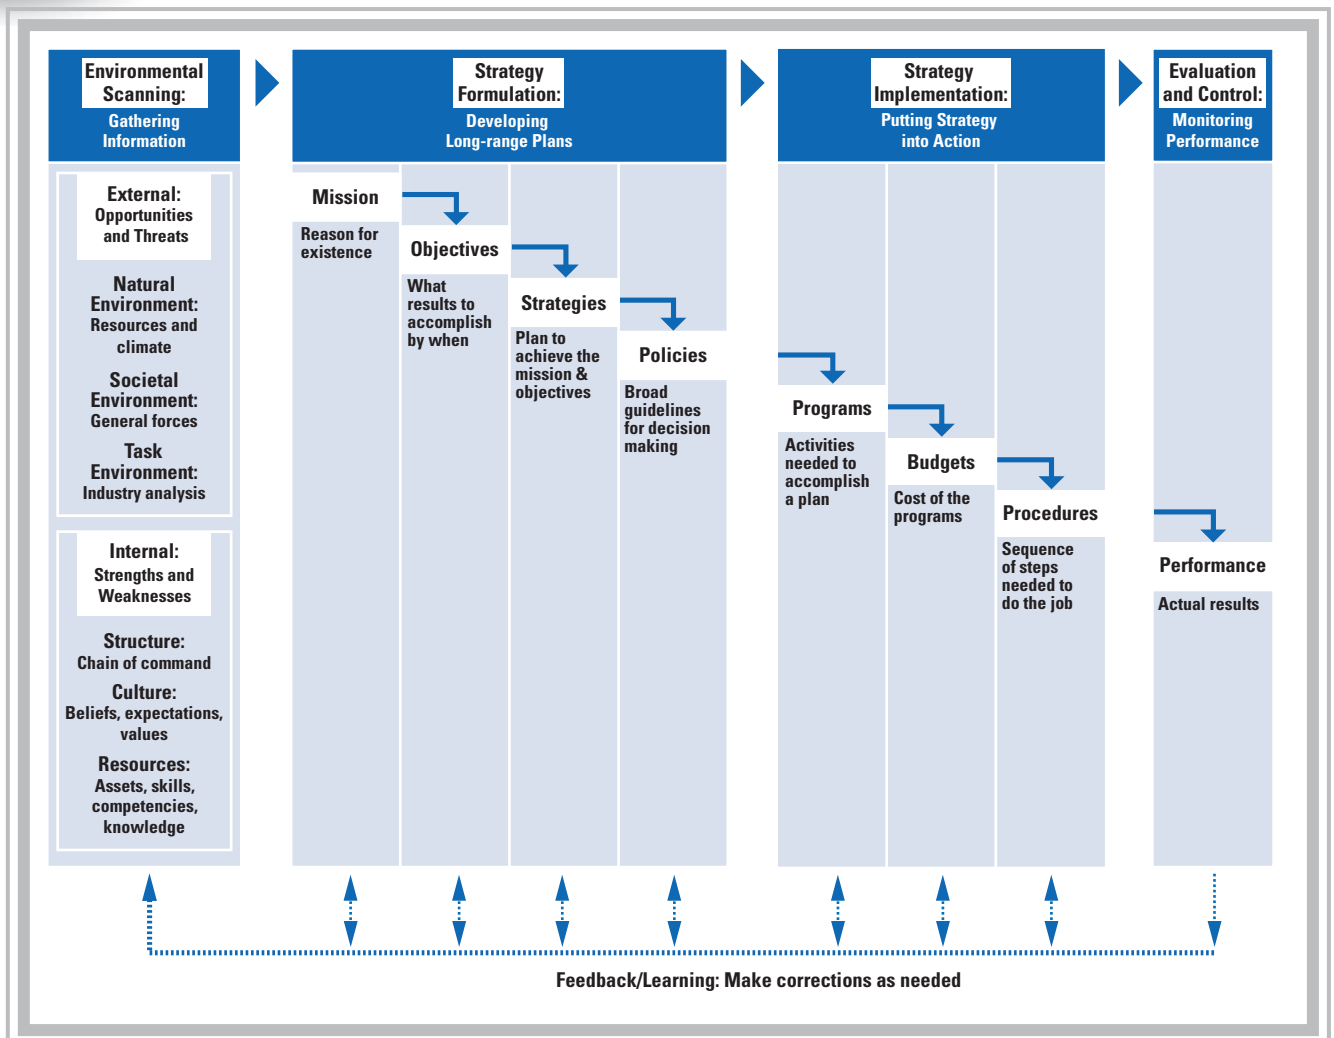 Environmental
Scanning:
Gathering
Information
Strategy
Formulation:
Developing
Long-range Plans
Strategy
Implementation:
Putting Strategy
into Action
Evaluation
and Control:
Monitoring
Performance
External:
Opportunities
and Threats
Natural
Environment:
Resources and
climate
Societal
Environment:
General forces
Task
Environment:
Industry analysis
Internal:
Strengths and
Weaknesses
Structure:
Chain of command
Culture:
Beliefs, expectations,
values
Resources:
Assets, skills,
competencies,
knowledge
Mission
Reason for
existence
Objectives
What
results to
accomplish
by when
Strategies
Plan to
achieve the
mission &
objectives
Policies
Broad
guidelines
for decision
making
Programs
Activities
needed to
accomplish
a plan
Budgets
Cost of the
programs
Procedures
Sequence
of steps
needed to
do the job
Performance
Actual results
Feedback/Learning: Make corrections as needed